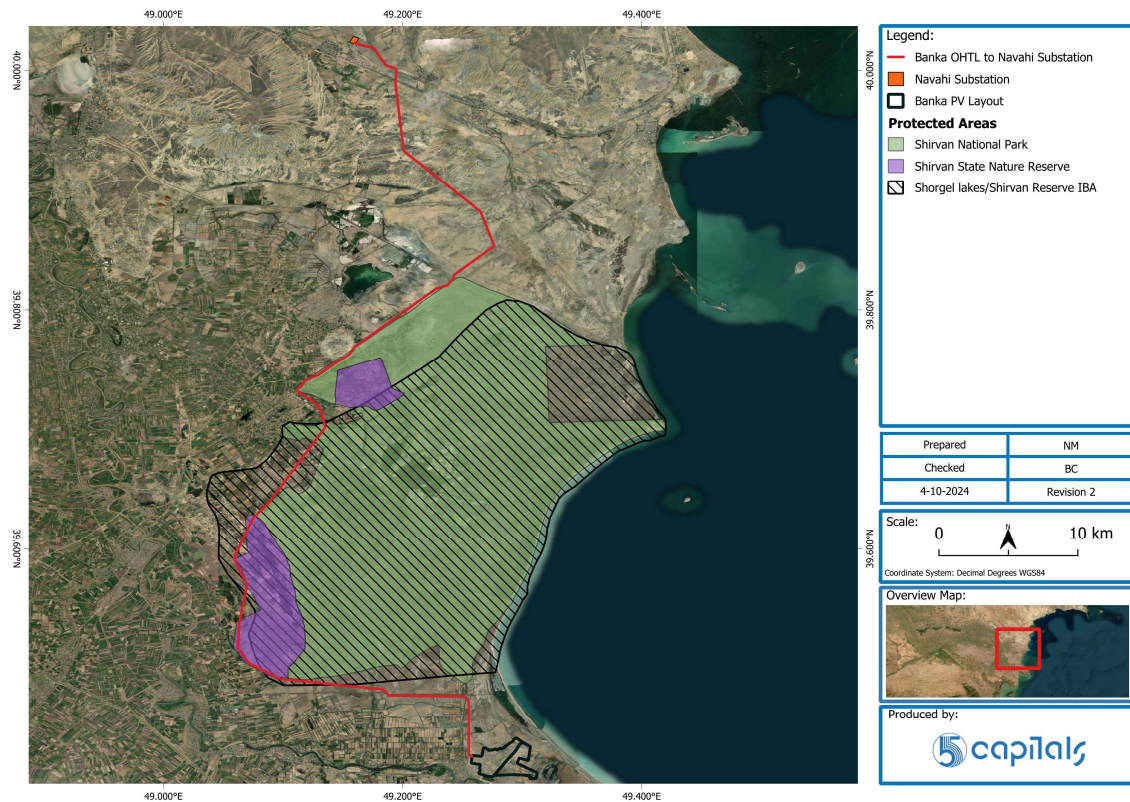 49.000°E 49.200°E 49.400°E
40.000°N 40.000°N
39.800°N 39.800°N
39.600°N 39.600°N
49.000°E 49.200°E 49.400°E
Legend:
Banka OHTL to Navahi Substation
Navahi Substation
Banka PV Layout
Protected Areas
Shirvan National Park
Shirvan State Nature Reserve
Shorgel lakes/Shirvan Reserve IBA
Prepared NM
Checked BC
4-10-2024 Revision 2
Scale:
0 N 10 km
Coordinate System: Decimal Degrees WGS84
Overview Map:
Produced by:
5 capitals